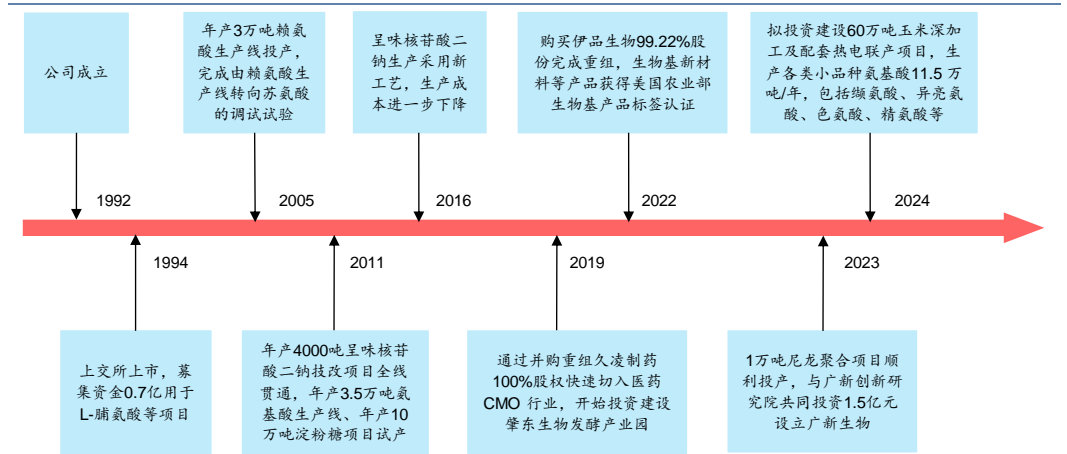 公司成立
年产3万吨赖氨
酸生产线投产，
完成由赖氨酸生
产线转向苏氨酸
的调试试验
呈味核苷酸二
钠生产采用新
工艺，生产成
本进一步下降
购买伊品生物99.22%股
份完成重组，生物基新材
料等产品获得美国农业部
生物基产品标签认证
拟投资建设60万吨玉米深加
工及配套热电联产项目，生
产各类小品种氨基酸11.5 万
吨/年，包括缬氨酸、异亮氨
酸、色氨酸、精氨酸等
1992
2005
2016
2022
2024
1994
2011
2019
2023
上交所上市，募
集资金0.7亿用于
L-脯氨酸等项目
年产4000吨呈味核苷
酸二钠技改项目全线
贯通，年产3.5万吨氨
基酸生产线、年产10
万吨淀粉糖项目试产
通过并购重组久凌制药
100%股权快速切入医药
CMO 行业，开始投资建设
肇东生物发酵产业园
1万吨尼龙聚合项目顺
利投产，与广新创新研
究院共同投资1.5亿元
设立广新生物